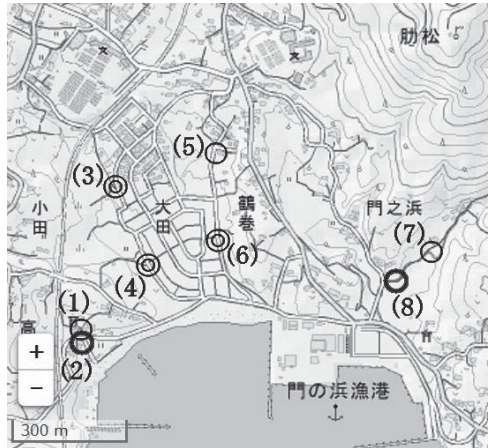 肋松
(5)
(3)
小田
大田
鶴巻
門之浜
(7)
(6)
(4)
(8)
(1)
高
(2)
+
−
門の浜漁港
300 m